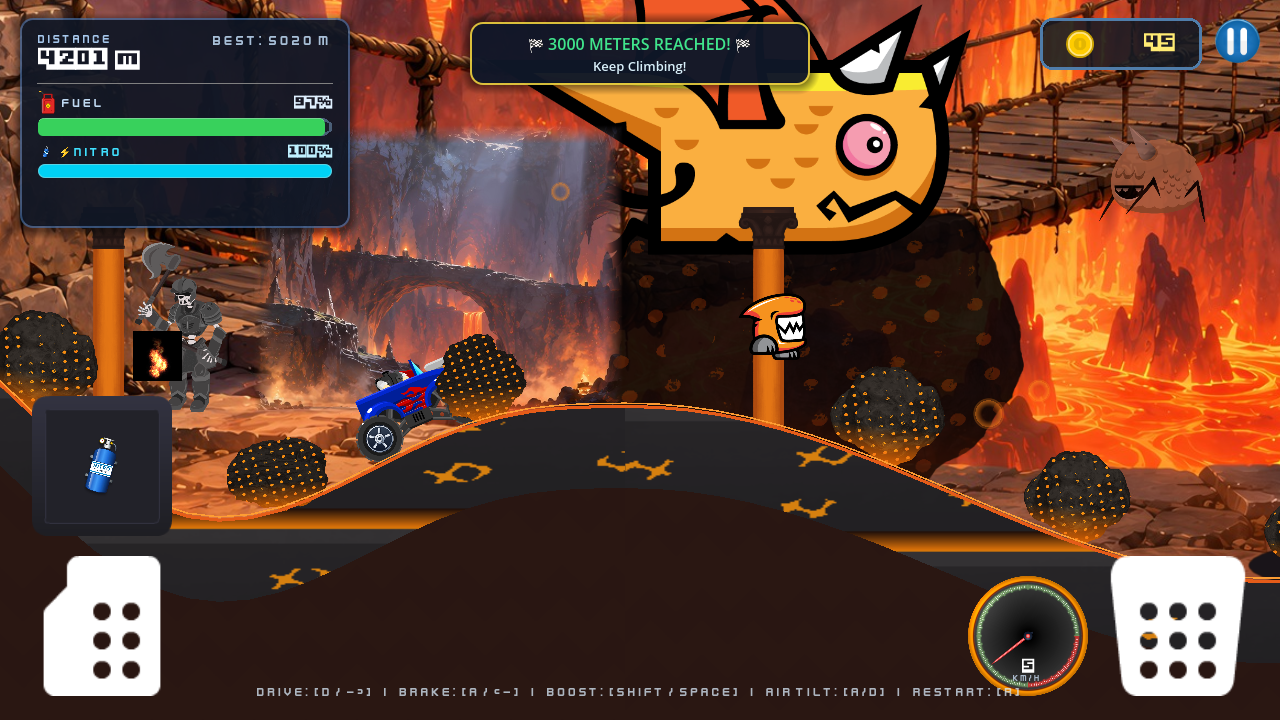 DISTANCE
4201 m
BEST: 5020 m
FUEL
97%
⚡NITRO
100%
🏁 3000 METERS REACHED! 🏁
Keep Climbing!
45
5
KM/H
DRIVE: [D / ->] | BRAKE: [A / <-] | BOOST: [SHIFT / SPACE] | AIR TILT: [A/D] | RESTART: [R]